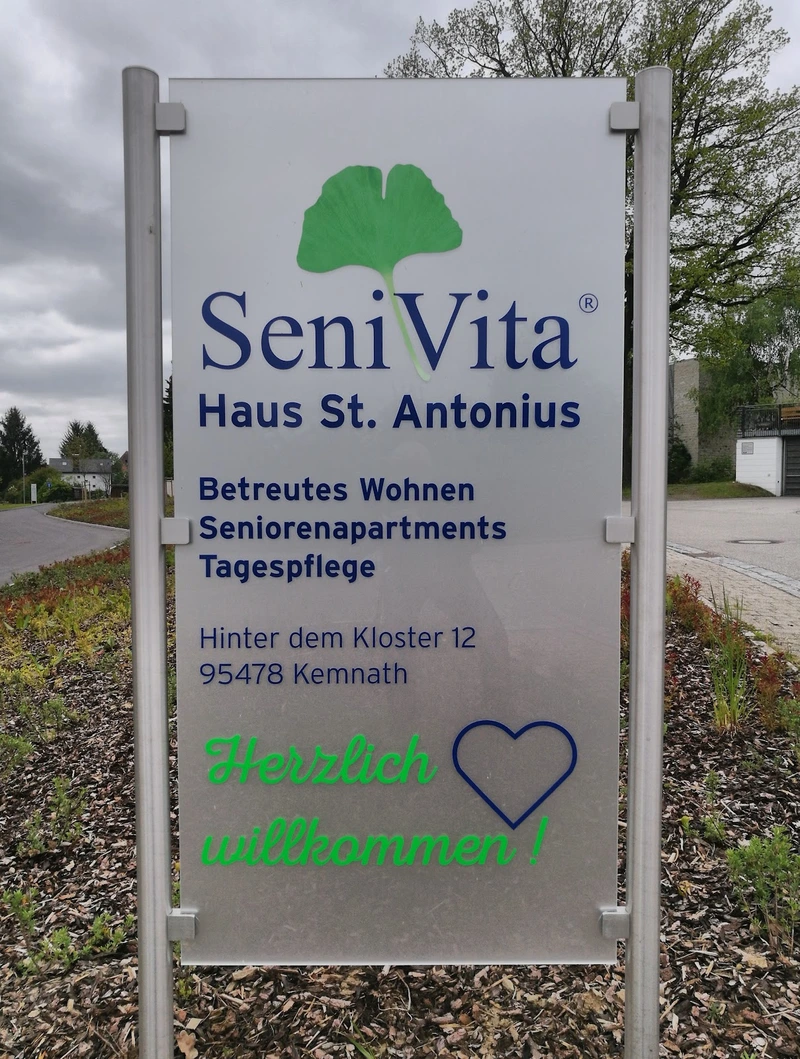 SeniVita®
Haus St. Antonius
Betreutes Wohnen
Seniorenapartments
Tagespflege
Hinter dem Kloster 12
95478 Kemnath
Herzlich
willkommen!